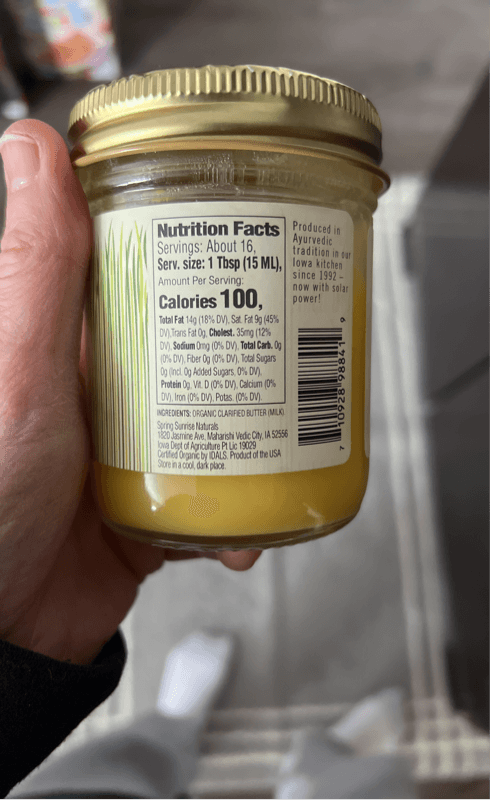 Nutrition Facts
Servings: About 16,
Serv. size: 1 Tbsp (15 ML),
Amount Per Serving:
Calories 100,
Total Fat 14g (18% DV), Sat. Fat 9g (45%
DV), Trans Fat 0g, Cholest. 35mg (12%
DV), Sodium 0mg (0% DV), Total Carb. 0g
(0% DV), Fiber 0g (0% DV), Total Sugars
0g (Incl. 0g Added Sugars, 0% DV),
Protein 0g, Vit. D (0% DV), Calcium (0%
DV), Iron (0% DV), Potas. (0% DV).
INGREDIENTS: ORGANIC CLARIFIED BUTTER (MILK)
Spring Sunrise Naturals
1820 Jasmine Ave, Maharishi Vedic City, IA 52556
Iowa Dept of Agriculture Pt Lic 19029
Certified Organic by IDALS. Product of the USA
Store in a cool, dark place.
Produced in
Ayurvedic
tradition in our
Iowa kitchen
since 1992 –
now with solar
power!
7 10928 98841 9